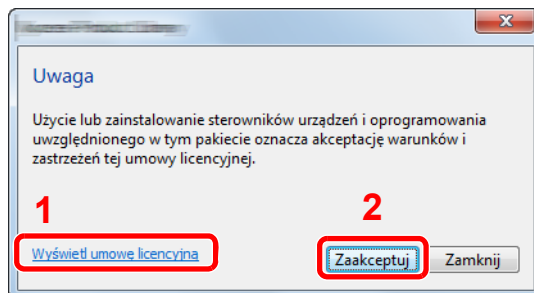 Uwaga
Użycie lub zainstalowanie sterowników urządzeń i oprogramowania
uwzględnionego w tym pakiecie oznacza akceptację warunków i
zastrzeżeń tej umowy licencyjnej.
1
2
Wyświetl umowę licencyjną
Zaakceptuj
Zamknij